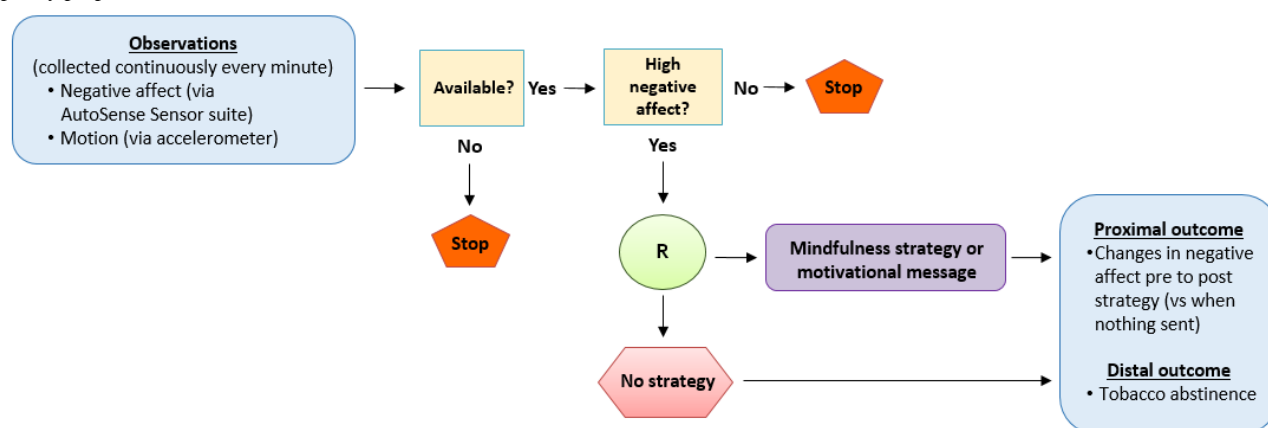 Observations
(collected continuously every minute)
• Negative affect (via
AutoSense Sensor suite)
• Motion (via accelerometer)
Available?
Yes
No
Stop
High
negative
affect?
No
Stop
Yes
R
Mindfulness strategy or
motivational message
No strategy
Proximal outcome
•Changes in negative
affect pre to post
strategy (vs when
nothing sent)
Distal outcome
• Tobacco abstinence